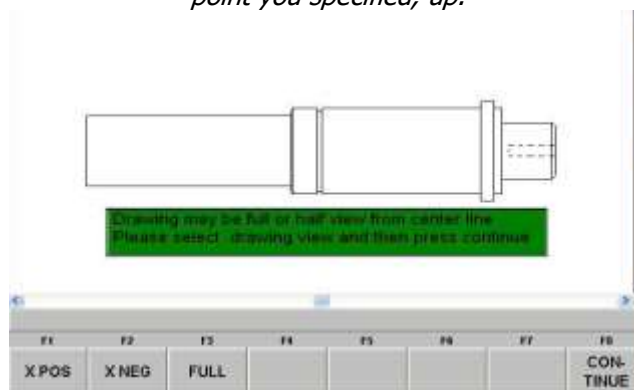 point you specified, up.
Drawing may be full or half view from center line
Please select drawing view and then press continue
F1 F2 F3 F4 F5 F6 F7 F8
X POS X NEG FULL CON-
TINUE